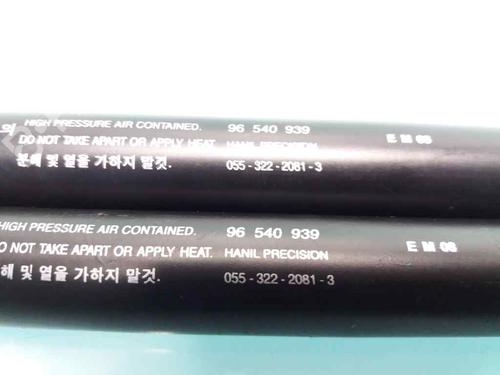 의 HIGH PRESSURE AIR CONTAINED. 96 540 939
DO NOT TAKE APART OR APPLY HEAT. HANIL PRECISION E M 08
분해 및 열을 가하지 말것. 055-322-2081-3
HIGH PRESSURE AIR CONTAINED. 96 540 939
DO NOT TAKE APART OR APPLY HEAT. HANIL PRECISION E M 08
해 및 열을 가하지 말것. 055-322-2081-3